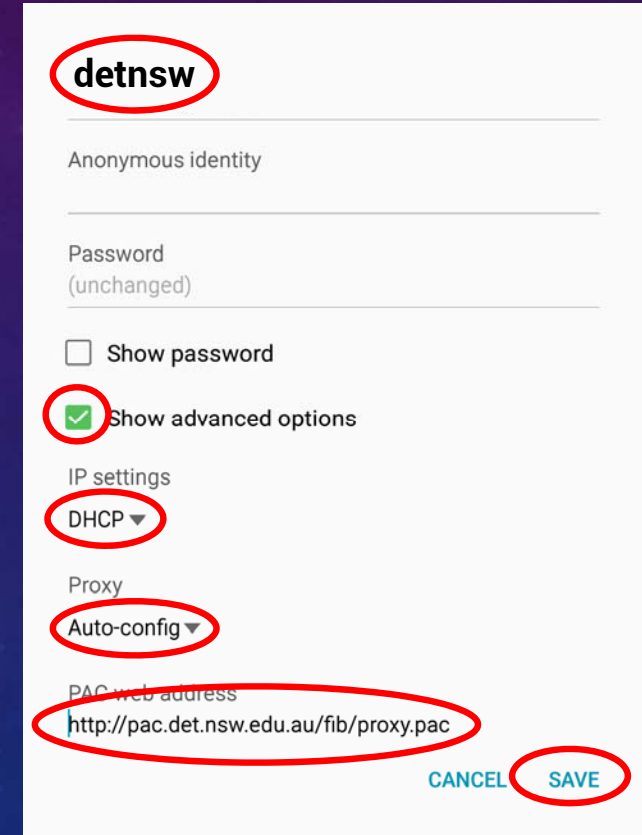 detnsw
Anonymous identity
Password
(unchanged)
Show password
Show advanced options
IP settings
DHCP
Proxy
Auto-config
PAC web address
http://pac.det.nsw.edu.au/fib/proxy.pac
CANCEL SAVE